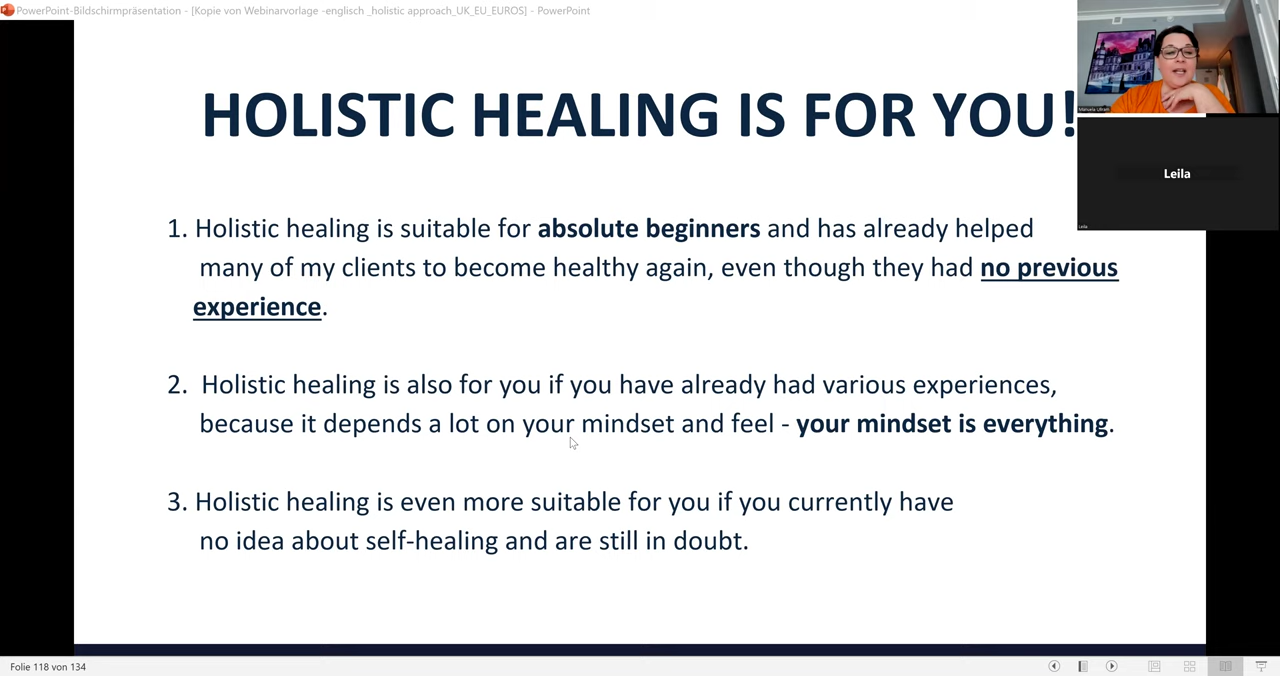 PowerPoint-Bildschirmpräsentation - [Kopie von Webinarvorlage -englisch _holistic approach_UK_EU_EUROS] - PowerPoint
HOLISTIC HEALING IS FOR YOU!
Leila
Leila
1. Holistic healing is suitable for absolute beginners and has already helped
many of my clients to become healthy again, even though they had no previous
experience.
2. Holistic healing is also for you if you have already had various experiences,
because it depends a lot on your mindset and feel - your mindset is everything.
3. Holistic healing is even more suitable for you if you currently have
no idea about self-healing and are still in doubt.
Folie 118 von 134